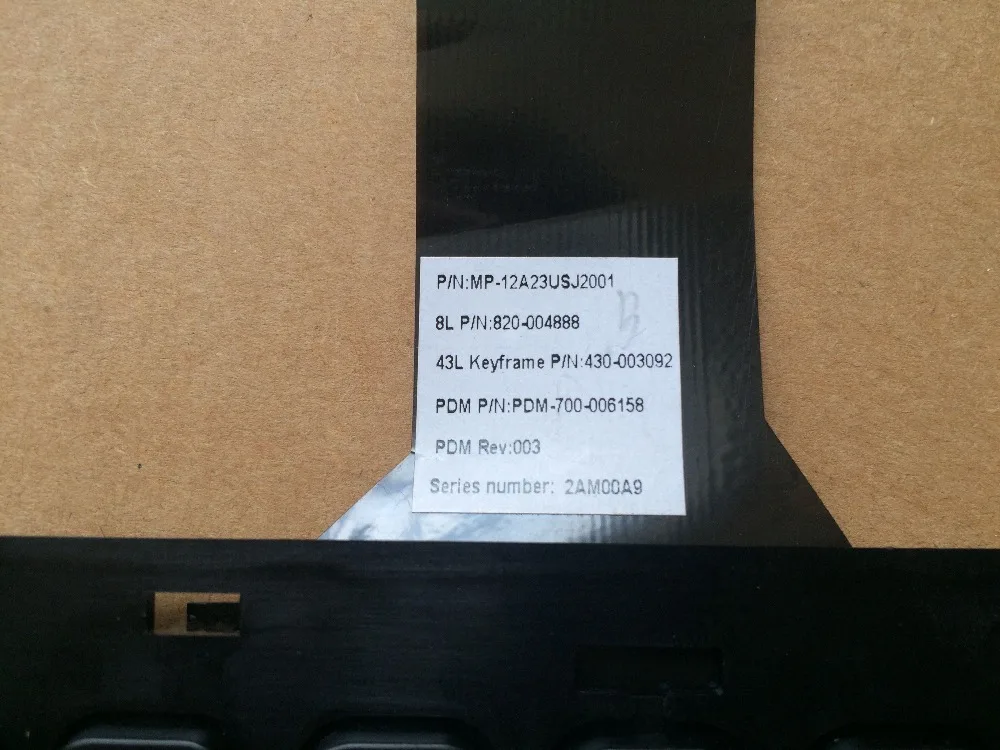 P/N:MP-12A23USJ2001
8L P/N:820-004888
43L Keyframe P/N:430-003092
PDM P/N:PDM-700-006158
PDM Rev:003
Series number: 2AM00A9